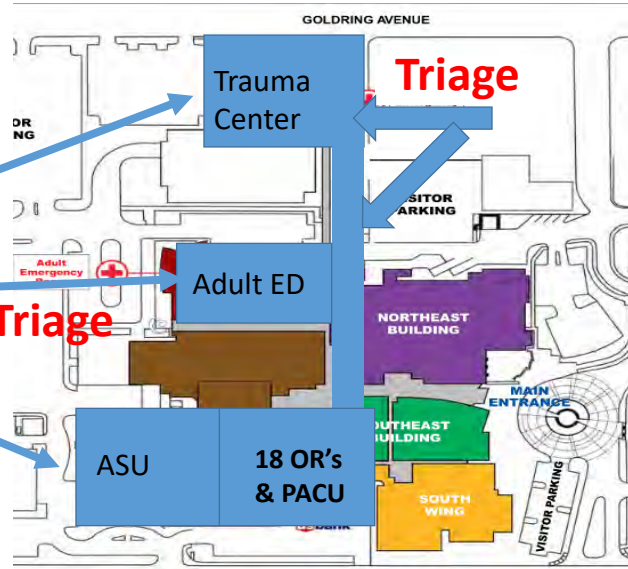 GOLDRING AVENUE
Trauma
Center
Triage
VISITOR
PARKING
Adult
Emergency
Adult ED
Triage
NORTHEAST
BUILDING
MAIN
ENTRANCE
ASU
18 OR's
& PACU
OUTHEAST
BUILDING
SOUTH
WING
VISITOR PARKING
bank